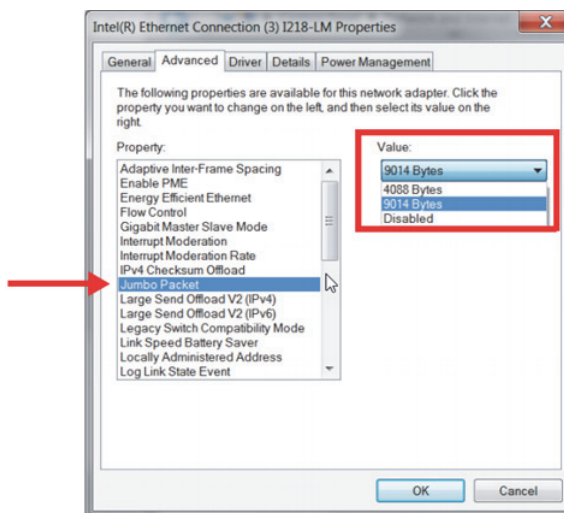 Intel(R) Ethernet Connection (3) I218-LM Properties
General Advanced Driver Details Power Management
The following properties are available for this network adapter. Click the
property you want to change on the left, and then select its value on the
right.
Property:
Adaptive Inter-Frame Spacing
Enable PME
Energy Efficient Ethernet
Flow Control
Gigabit Master Slave Mode
Interrupt Moderation
Interrupt Moderation Rate
IPv4 Checksum Offload
Jumbo Packet
Large Send Offload V2 (IPv4)
Large Send Offload V2 (IPv6)
Legacy Switch Compatibility Mode
Link Speed Battery Saver
Locally Administered Address
Log Link State Event
Value:
9014 Bytes
4088 Bytes
9014 Bytes
Disabled
OK Cancel